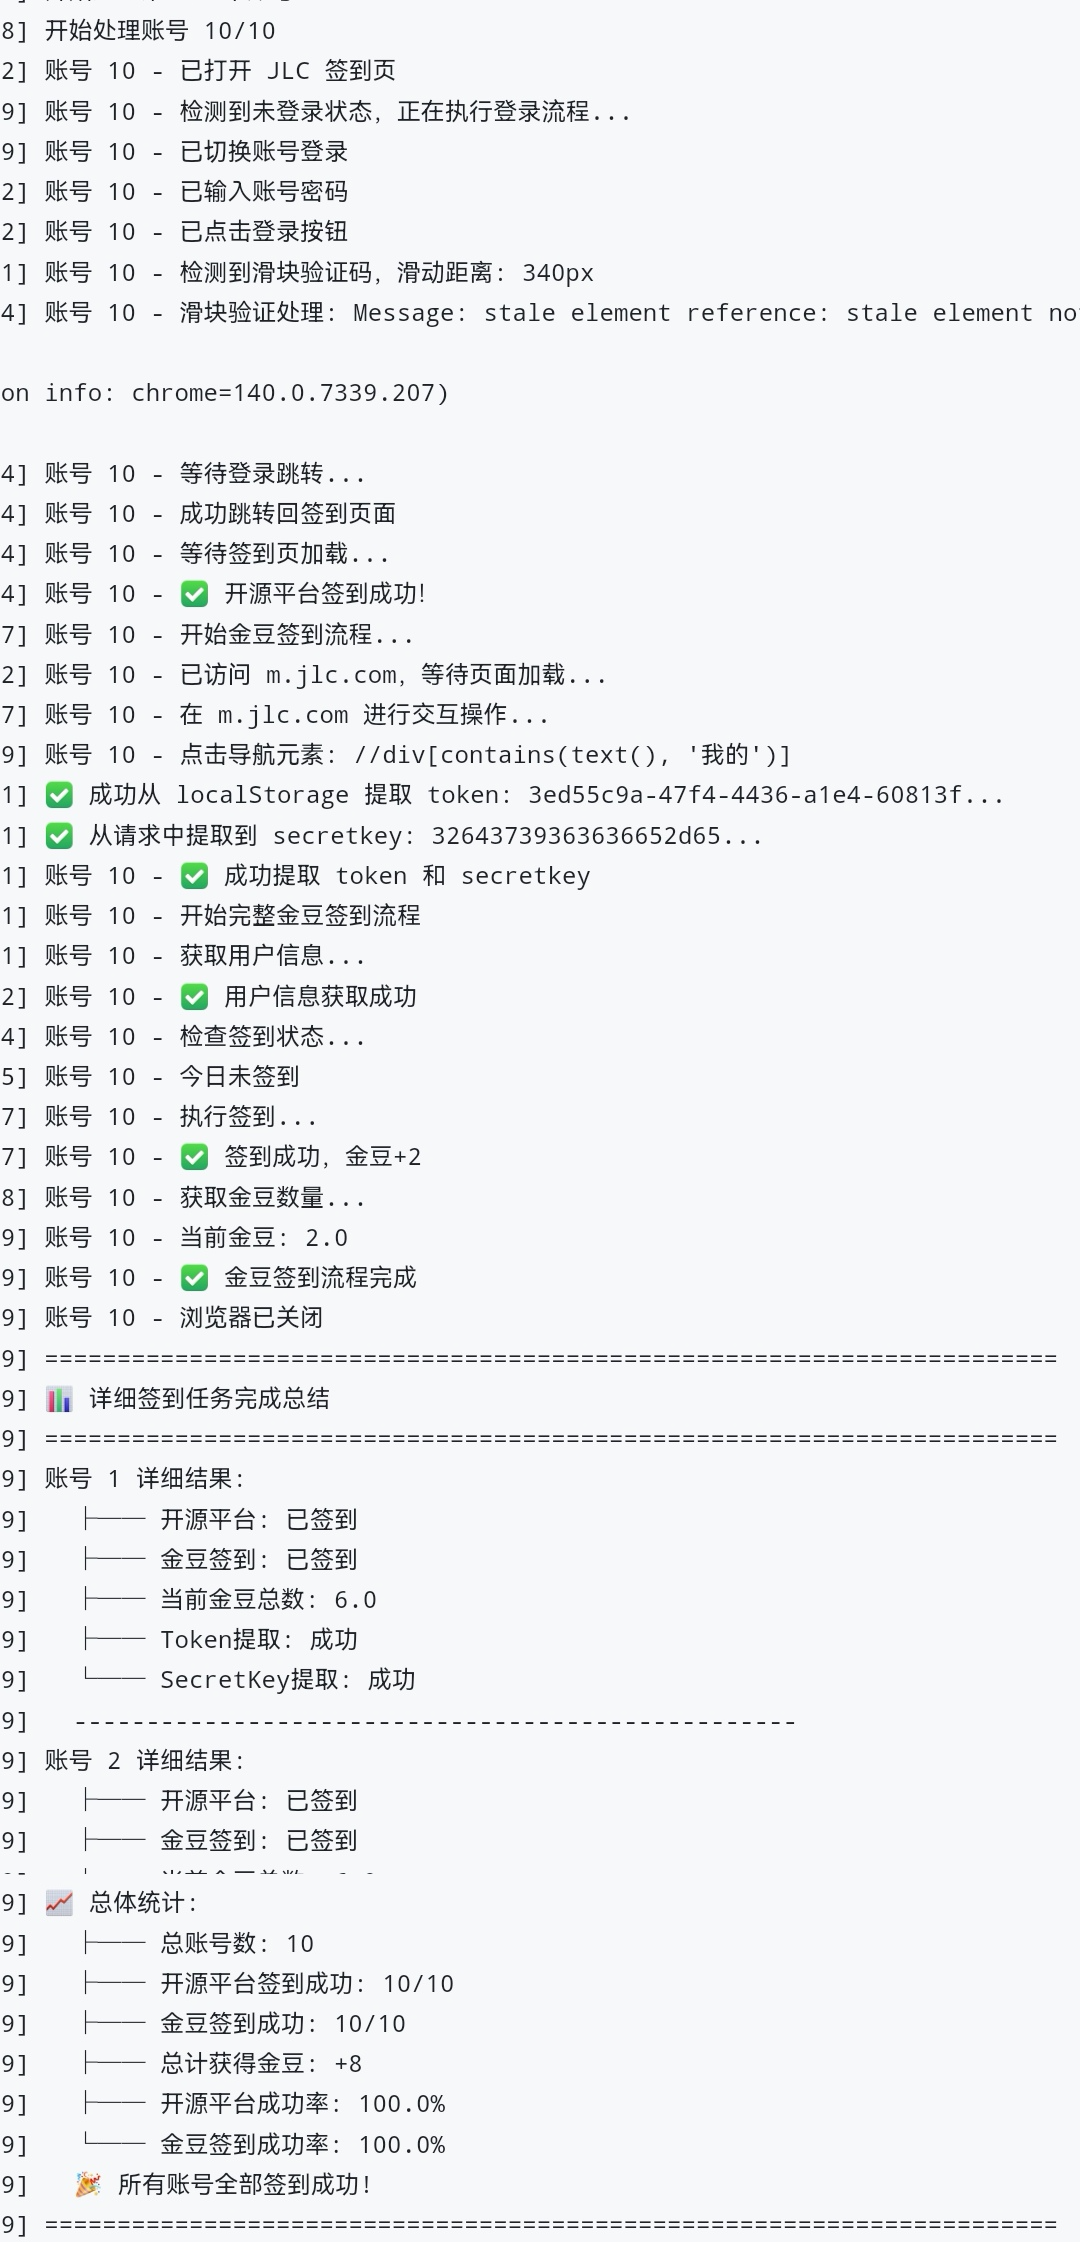 8] 开始处理账号 10/10
2] 账号 10 - 已打开 JLC 签到页
9] 账号 10 - 检测到未登录状态，正在执行登录流程...
9] 账号 10 - 已切换账号登录
2] 账号 10 - 已输入账号密码
2] 账号 10 - 已点击登录按钮
1] 账号 10 - 检测到滑块验证码，滑动距离: 340px
4] 账号 10 - 滑块验证处理: Message: stale element reference: stale element no
on info: chrome=140.0.7339.207)
4] 账号 10 - 等待登录跳转...
4] 账号 10 - 成功跳转回签到页面
4] 账号 10 - 等待签到页加载...
4] 账号 10 - ✅ 开源平台签到成功！
7] 账号 10 - 开始金豆签到流程...
2] 账号 10 - 已访问 m.jlc.com，等待页面加载...
7] 账号 10 - 在 m.jlc.com 进行交互操作...
9] 账号 10 - 点击导航元素: //div[contains(text(), '我的')]
1] ✅ 成功从 localStorage 提取 token: 3ed55c9a-47f4-4436-a1e4-60813f...
1] ✅ 从请求中提取到 secretkey: 32643739363636652d65...
1] 账号 10 - ✅ 成功提取 token 和 secretkey
1] 账号 10 - 开始完整金豆签到流程
1] 账号 10 - 获取用户信息...
2] 账号 10 - ✅ 用户信息获取成功
4] 账号 10 - 检查签到状态...
5] 账号 10 - 今日未签到
7] 账号 10 - 执行签到...
7] 账号 10 - ✅ 签到成功，金豆+2
8] 账号 10 - 获取金豆数量...
9] 账号 10 - 当前金豆: 2.0
9] 账号 10 - ✅ 金豆签到流程完成
9] 账号 10 - 浏览器已关闭
9] ======================================================================
9] 📊 详细签到任务完成总结
9] ======================================================================
9] 账号 1 详细结果:
9]   ├── 开源平台: 已签到
9]   ├── 金豆签到: 已签到
9]   ├── 当前金豆总数: 6.0
9]   ├── Token提取: 成功
9]   └── SecretKey提取: 成功
9]   --------------------------------------------------
9] 账号 2 详细结果:
9]   ├── 开源平台: 已签到
9]   ├── 金豆签到: 已签到
9] 📈 总体统计:
9]   ├── 总账号数: 10
9]   ├── 开源平台签到成功: 10/10
9]   ├── 金豆签到成功: 10/10
9]   ├── 总计获得金豆: +8
9]   ├── 开源平台成功率: 100.0%
9]   └── 金豆签到成功率: 100.0%
9]   🎉 所有账号全部签到成功！
9] ======================================================================